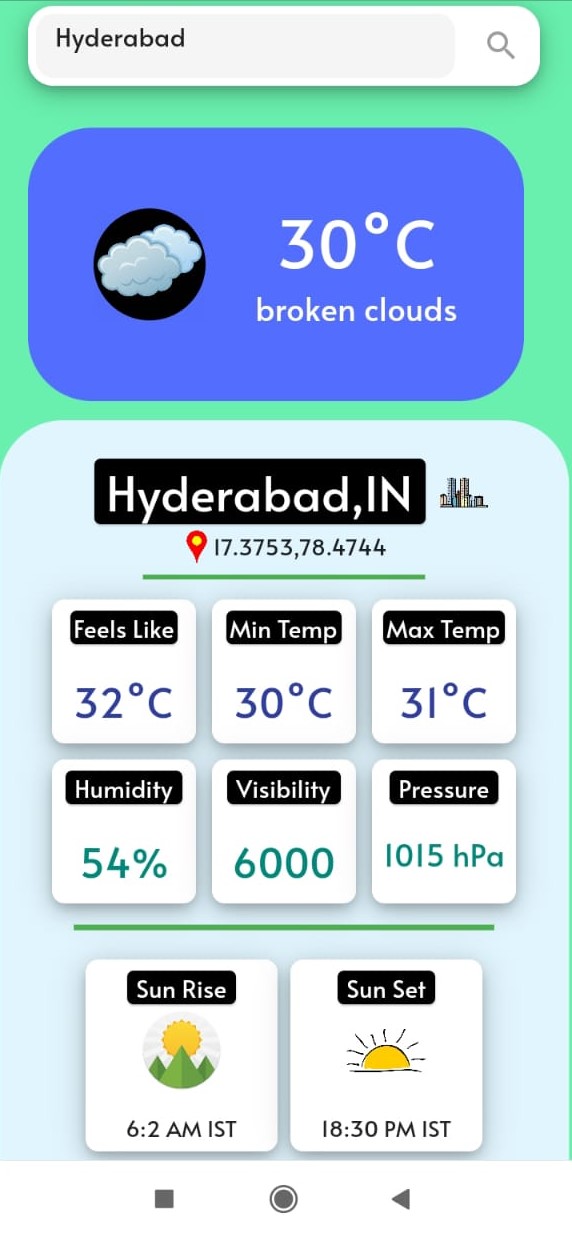 Hyderabad
30°C
broken clouds
Hyderabad,IN
17.3753,78.4744
Feels Like Min Temp Max Temp
32°C 30°C 31°C
Humidity Visibility Pressure
54% 6000 1015 hPa
Sun Rise Sun Set
6:2 AM IST 18:30 PM IST